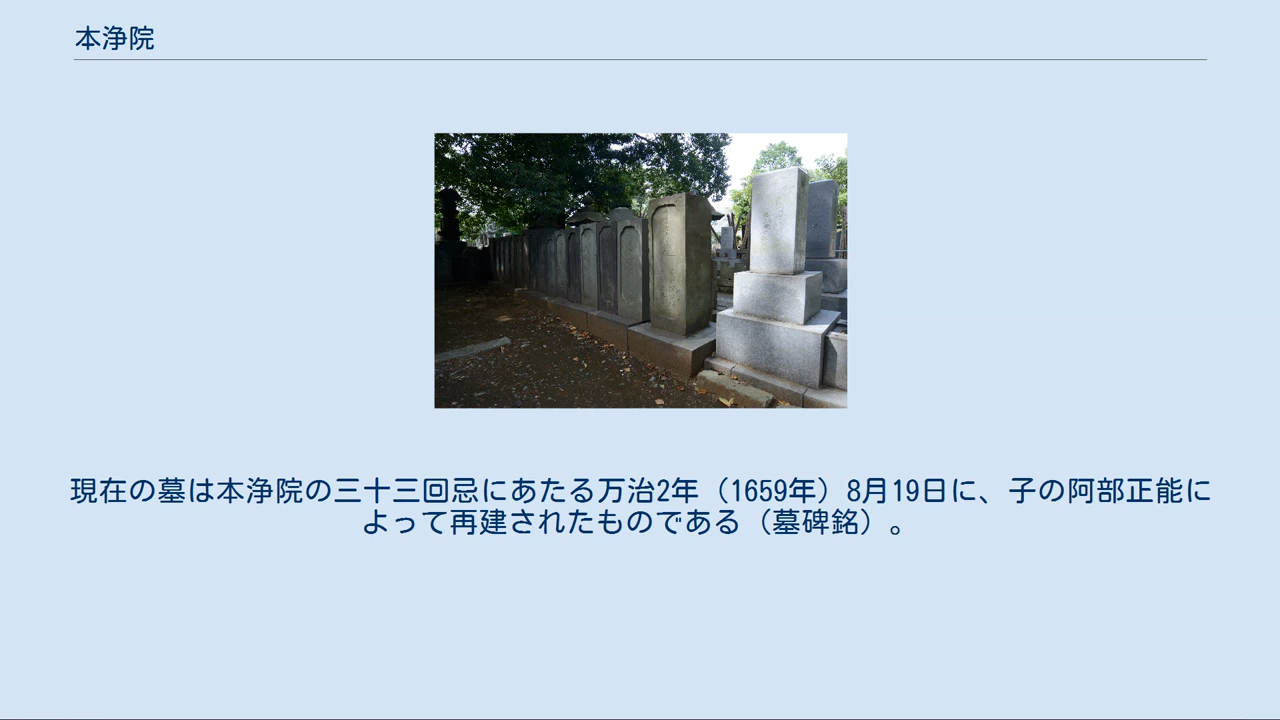 本浄院
現在の墓は本浄院の三十三回忌にあたる万治2年（1659年）8月19日に、子の阿部正能に
よって再建されたものである（墓碑銘）。